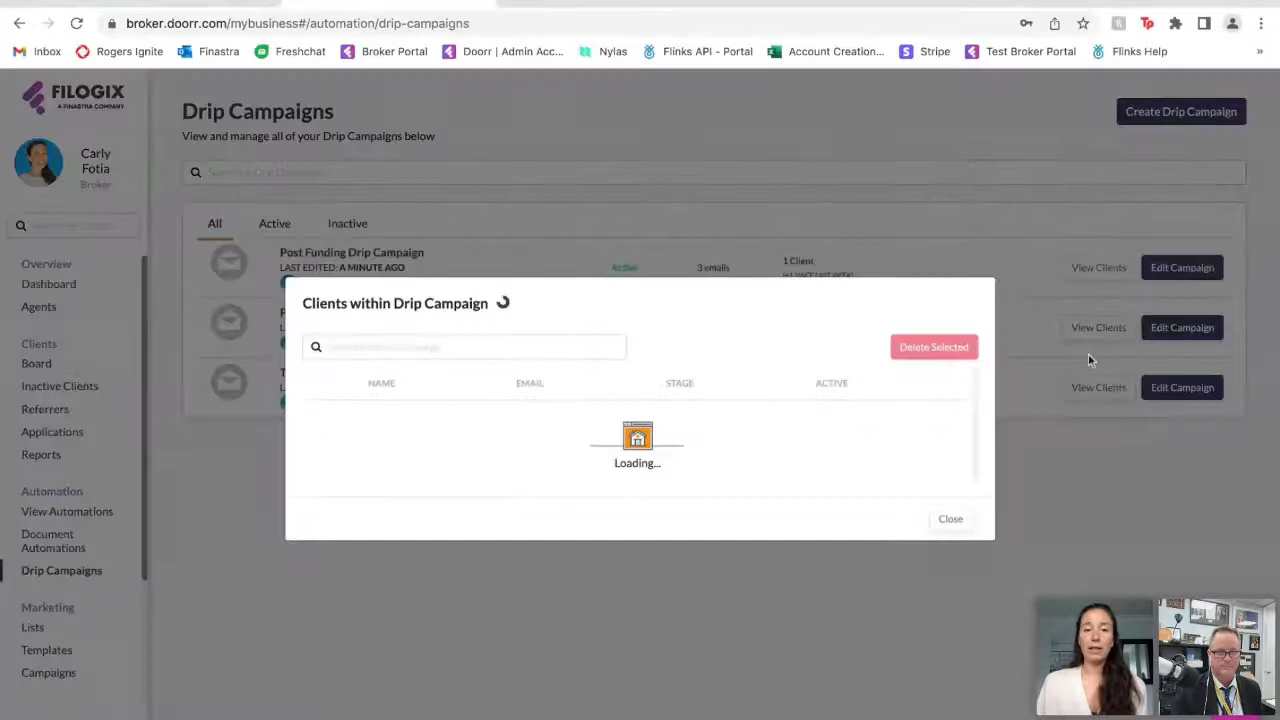 broker.doorr.com/mybusiness#/automation/drip-campaigns
Inbox
Rogers Ignite
Finastra
Freshchat
Broker Portal
Doorr | Admin Acc...
Nylas
Flinks API - Portal
Account Creation...
Stripe
Test Broker Portal
Flinks Help
»
FILOGIX
A FINASTRA COMPANY
Drip Campaigns
Create Drip Campaign
View and manage all of your Drip Campaigns below
Carly
Fotia
Broker
All
Active
Inactive
Post Funding Drip Campaign
LAST EDITED: A MINUTE AGO
Active
3 emails
1 Client
View Clients
Edit Campaign
View Clients
Edit Campaign
View Clients
Edit Campaign
Clients within Drip Campaign
Delete Selected
NAME
EMAIL
STAGE
ACTIVE
Loading...
Close
Overview
Dashboard
Agents
Clients
Board
Inactive Clients
Referrers
Applications
Reports
Automation
View Automations
Document
Automations
Drip Campaigns
Marketing
Lists
Templates
Campaigns